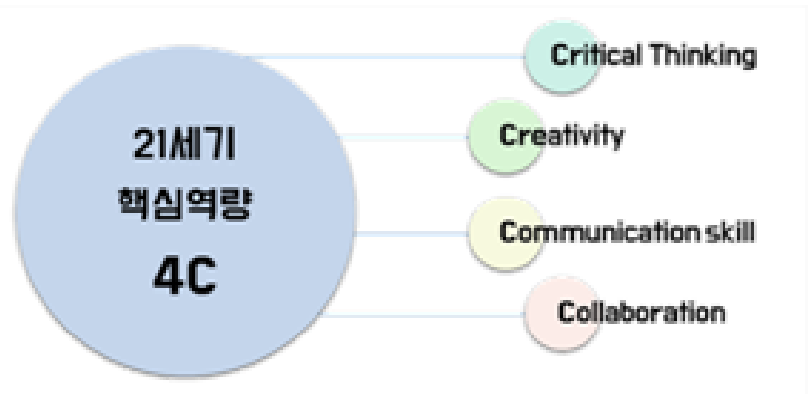 21세기
핵심역량
4C
Critical Thinking
Creativity
Communication skill
Collaboration